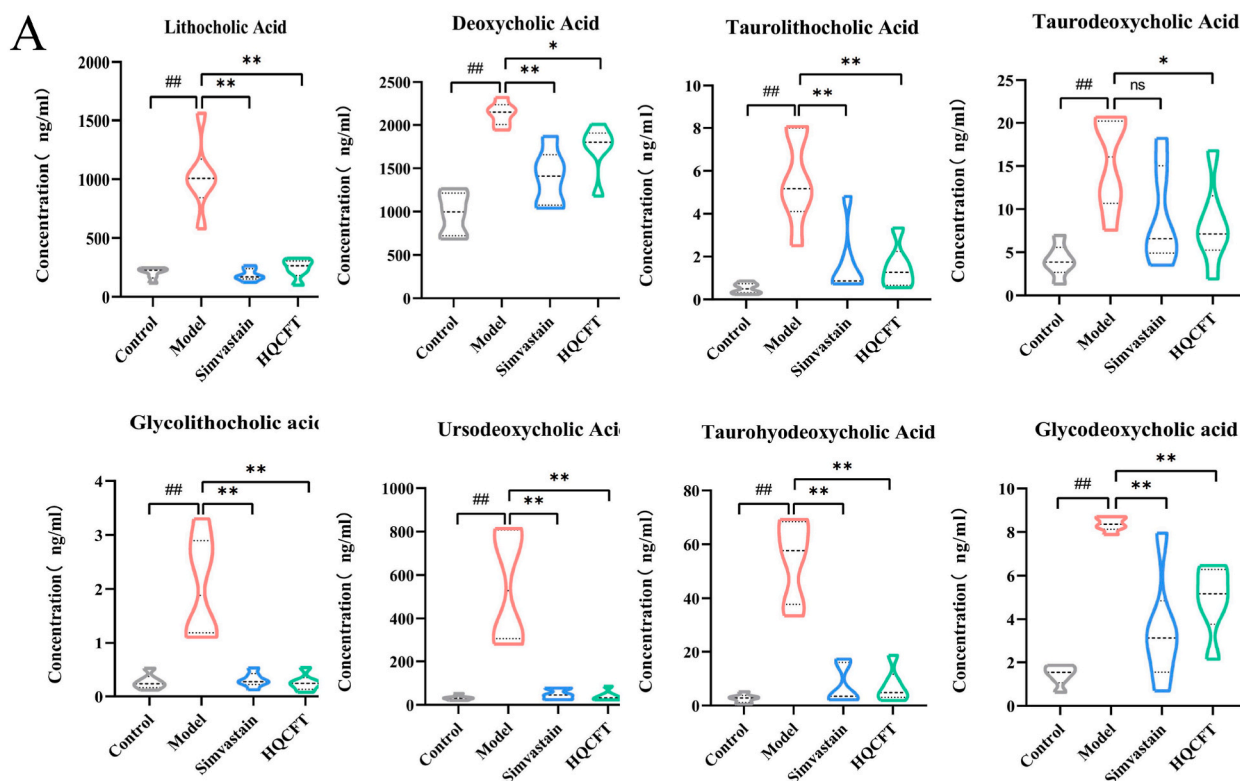 A
Lithocholic Acid
Concentration( ng/ml)
2000
1500
1000
500
0
##
**
**
Control
Model
Simvastain
HQCFT
Deoxycholic Acid
Concentration( ng/ml)
2500
2000
1500
1000
500
0
##
**
*
Control
Model
Simvastain
HQCFT
Taurolithocholic Acid
Concentration( ng/ml)
10
8
6
4
2
0
##
**
**
Control
Model
Simvastain
HQCFT
Taurodeoxycholic Acid
Concentration( ng/ml)
25
20
15
10
5
0
##
ns
*
Control
Model
Simvastain
HQCFT
Glycolithocholic acid
Concentration( ng/ml)
4
3
2
1
0
##
**
**
Control
Model
Simvastain
HQCFT
Ursodeoxycholic Acid
Concentration( ng/ml)
1000
800
600
400
200
0
##
**
**
Control
Model
Simvastain
HQCFT
Taurohyodeoxycholic Acid
Concentration( ng/ml)
80
60
40
20
0
##
**
**
Control
Model
Simvastain
HQCFT
Glycodeoxycholic acid
Concentration( ng/ml)
10
8
6
4
2
0
##
**
**
Control
Model
Simvastain
HQCFT